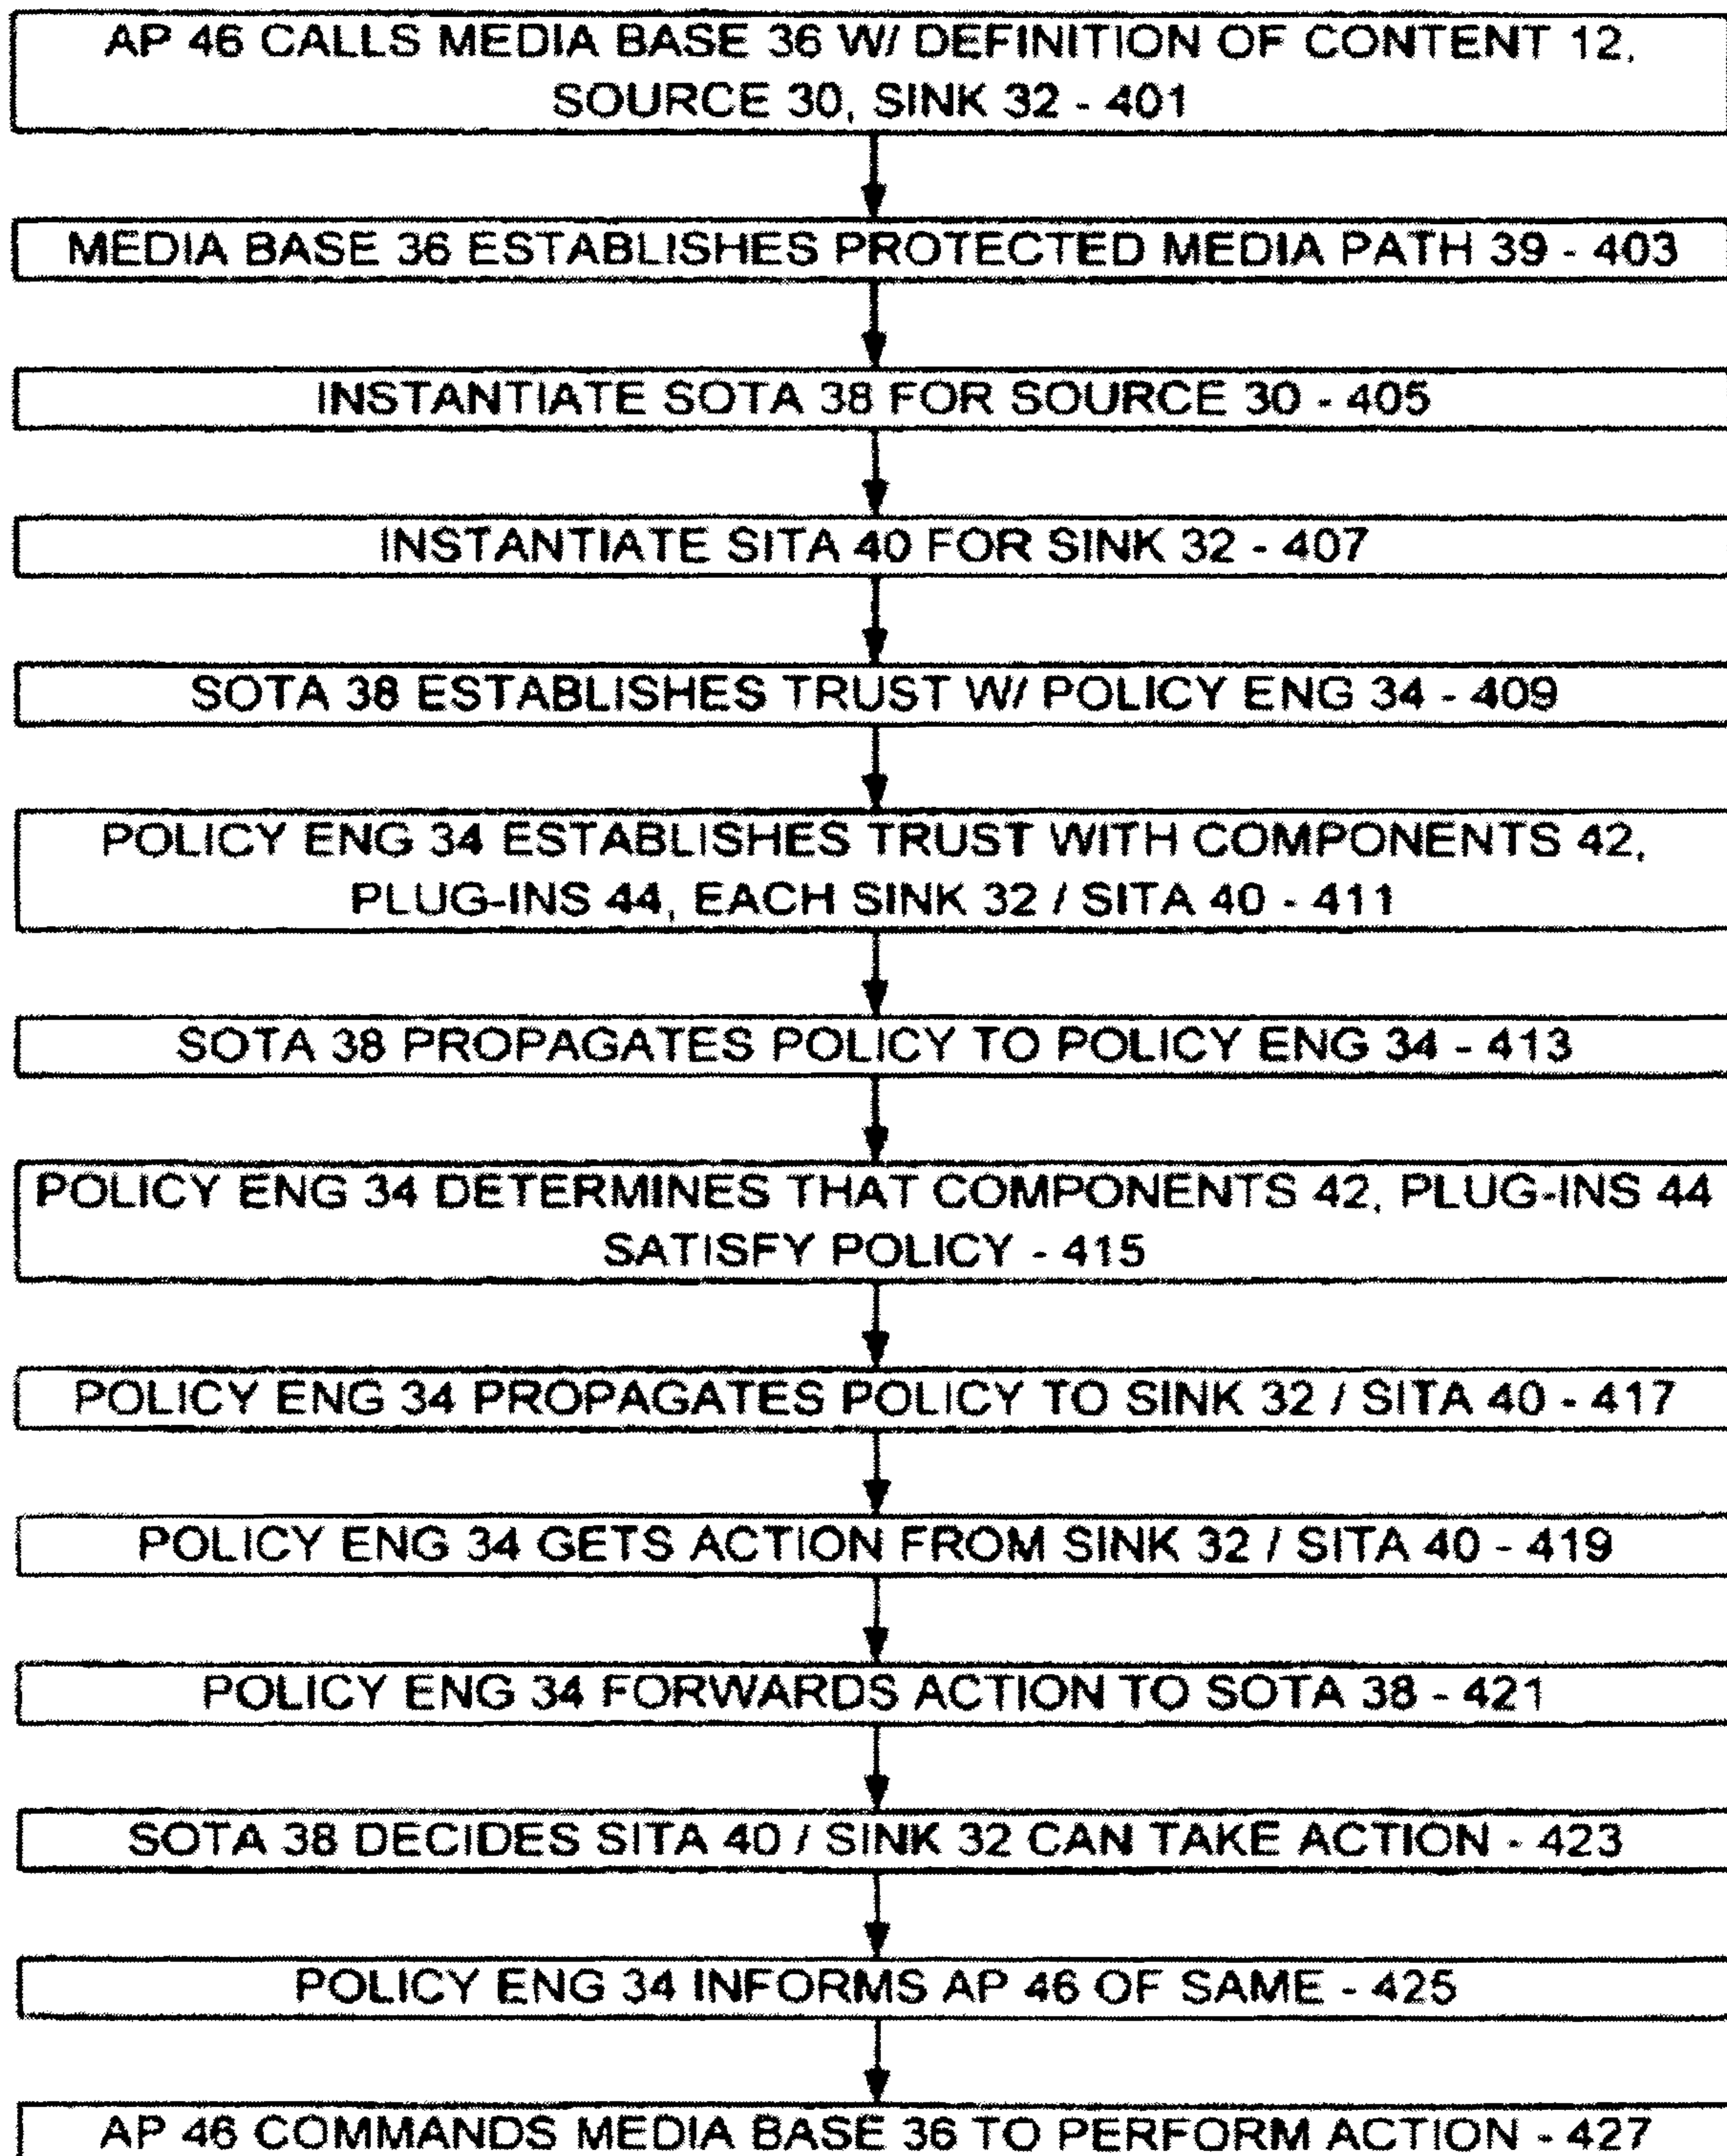 AP 46 CALLS MEDIA BASE 36 W/ DEFINITION OF CONTENT 12,
SOURCE 30, SINK 32 - 401
MEDIA BASE 36 ESTABLISHES PROTECTED MEDIA PATH 39 - 403
INSTANTIATE SOTA 38 FOR SOURCE 30 - 405
INSTANTIATE SITA 40 FOR SINK 32 - 407
SOTA 38 ESTABLISHES TRUST W/ POLICY ENG 34 - 409
POLICY ENG 34 ESTABLISHES TRUST WITH COMPONENTS 42,
PLUG-INS 44, EACH SINK 32 / SITA 40 - 411
SOTA 38 PROPAGATES POLICY TO POLICY ENG 34 - 413
POLICY ENG 34 DETERMINES THAT COMPONENTS 42, PLUG-INS 44
SATISFY POLICY - 415
POLICY ENG 34 PROPAGATES POLICY TO SINK 32 / SITA 40 - 417
POLICY ENG 34 GETS ACTION FROM SINK 32 / SITA 40 - 419
POLICY ENG 34 FORWARDS ACTION TO SOTA 38 - 421
SOTA 38 DECIDES SITA 40 / SINK 32 CAN TAKE ACTION - 423
POLICY ENG 34 INFORMS AP 46 OF SAME - 425
AP 46 COMMANDS MEDIA BASE 36 TO PERFORM ACTION - 427